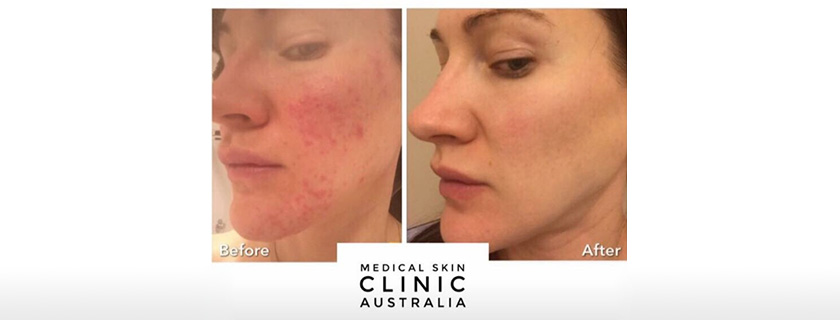 Before
After
MEDICAL SKIN
CLINIC
AUSTRALIA